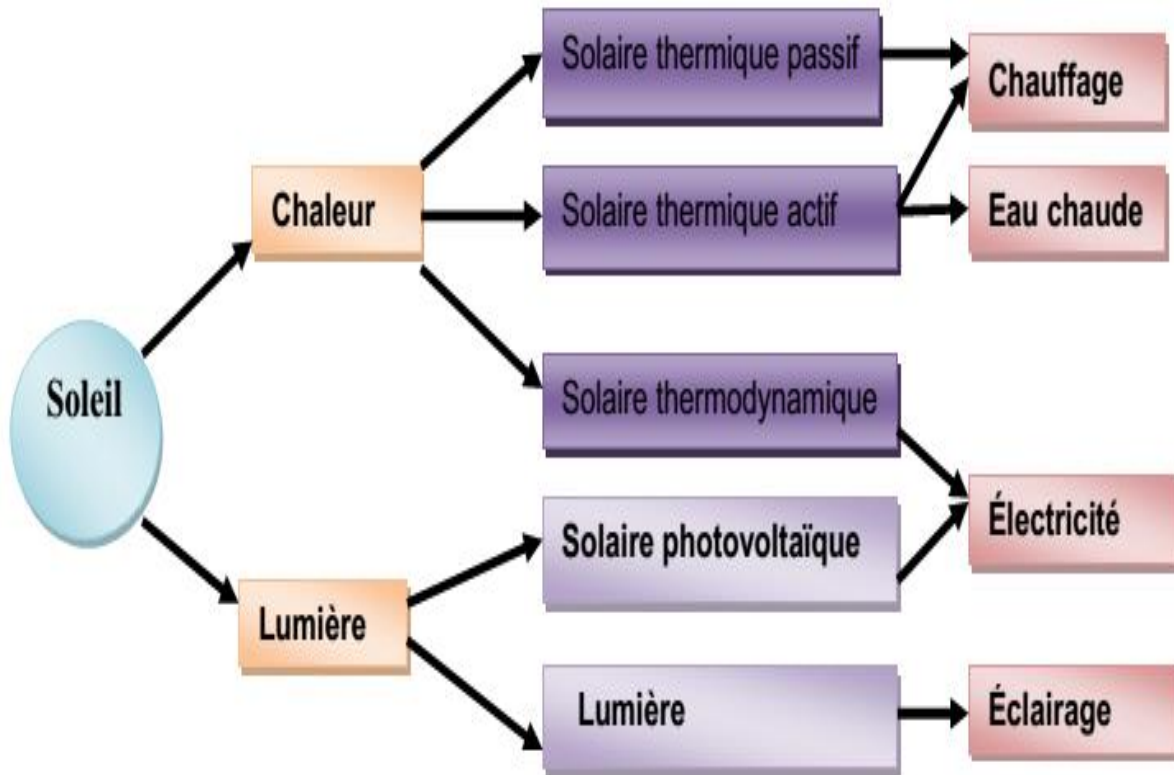 Solaire thermique passif
Chauffage
Chaleur
Solaire thermique actif
Eau chaude
Soleil
Solaire thermodynamique
Électricité
Solaire photovoltaïque
Lumière
Lumière
Éclairage